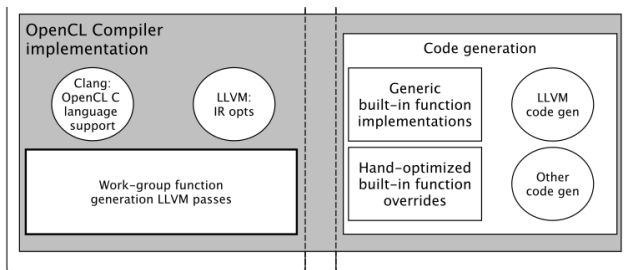 OpenCL Compiler
implementation
Clang:
OpenCL C
language
support
LLVM:
IR opts
Work-group function
generation LLVM passes
Code generation
Generic
built-in function
implementations
LLVM
code gen
Hand-optimized
built-in function
overrides
Other
code gen